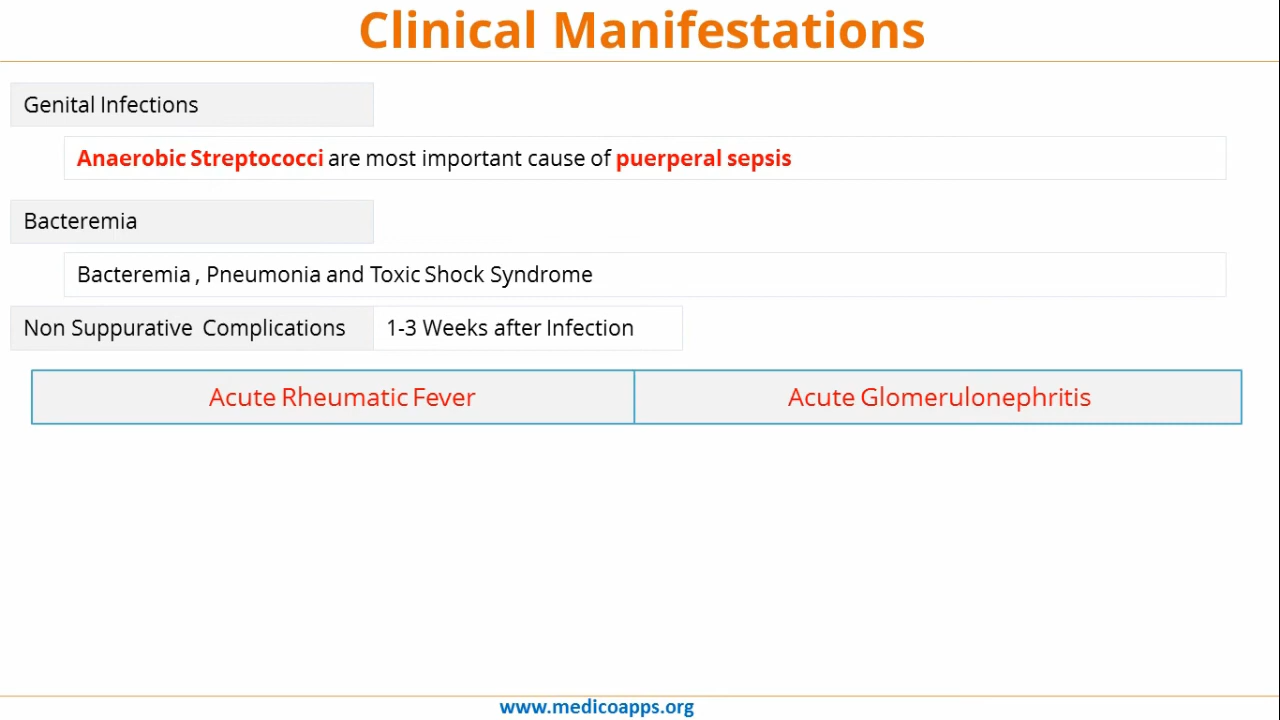 Clinical Manifestations
Genital Infections
Anaerobic Streptococci are most important cause of puerperal sepsis
Bacteremia
Bacteremia , Pneumonia and Toxic Shock Syndrome
Non Suppurative Complications 1-3 Weeks after Infection
Acute Rheumatic Fever Acute Glomerulonephritis
www.medicoapps.org